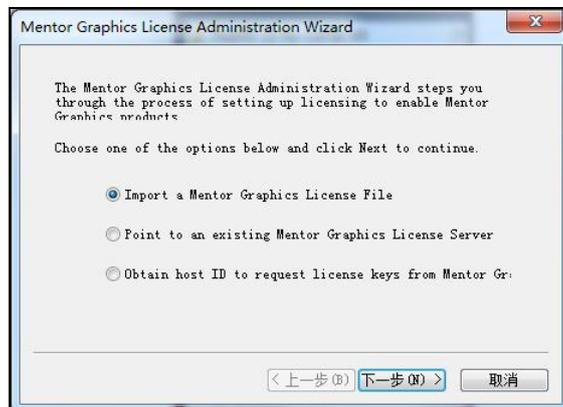 Mentor Graphics License Administration Wizard
The Mentor Graphics License Administration Wizard steps you
through the process of setting up licensing to enable Mentor
Graphics products
Choose one of the options below and click Next to continue.
Import a Mentor Graphics License File
Point to an existing Mentor Graphics License Server
Obtain host ID to request license keys from Mentor Gr
< 上一步(B) 下一步(N) > 取消